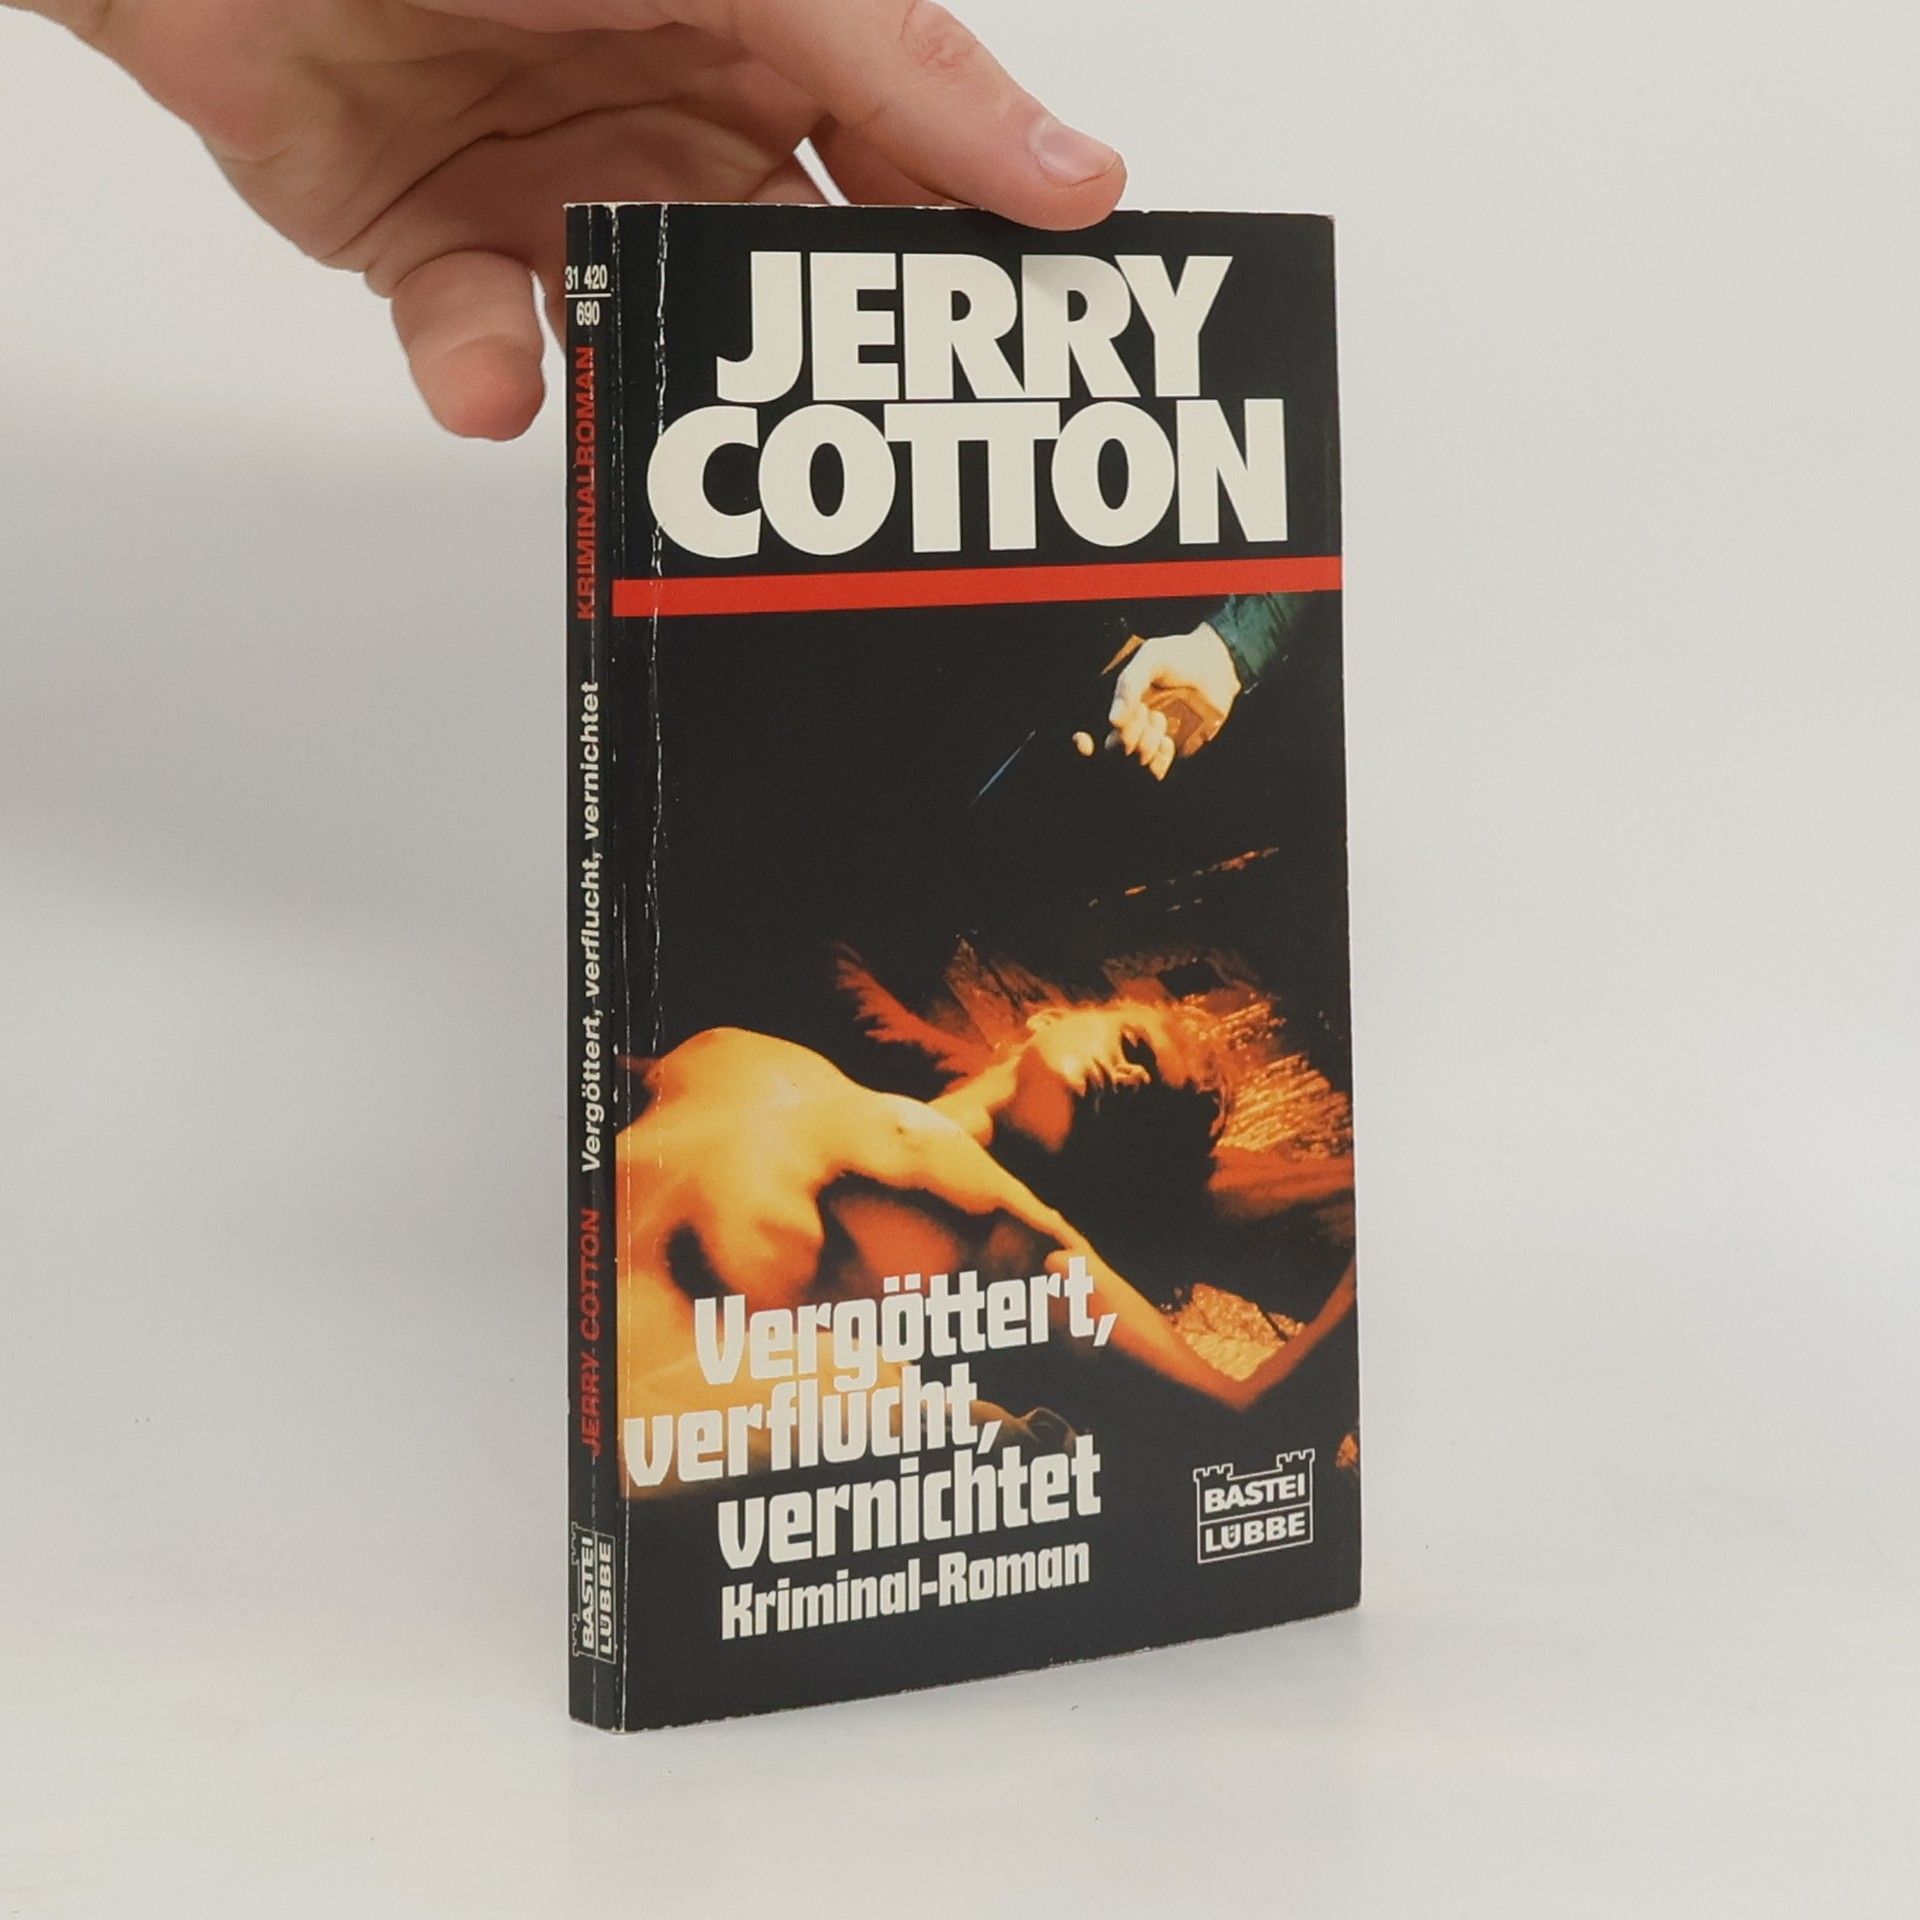 JERRY
COTTON
Vergöttert,
verflucht,
vernichtet
Kriminal-Roman
BASTEI
LÜBBE
31 420
690
KRIMINALROMAN
Vergöttert, verflucht, vernichtet
JERRY COTTON
BASTEI
LÜBBE